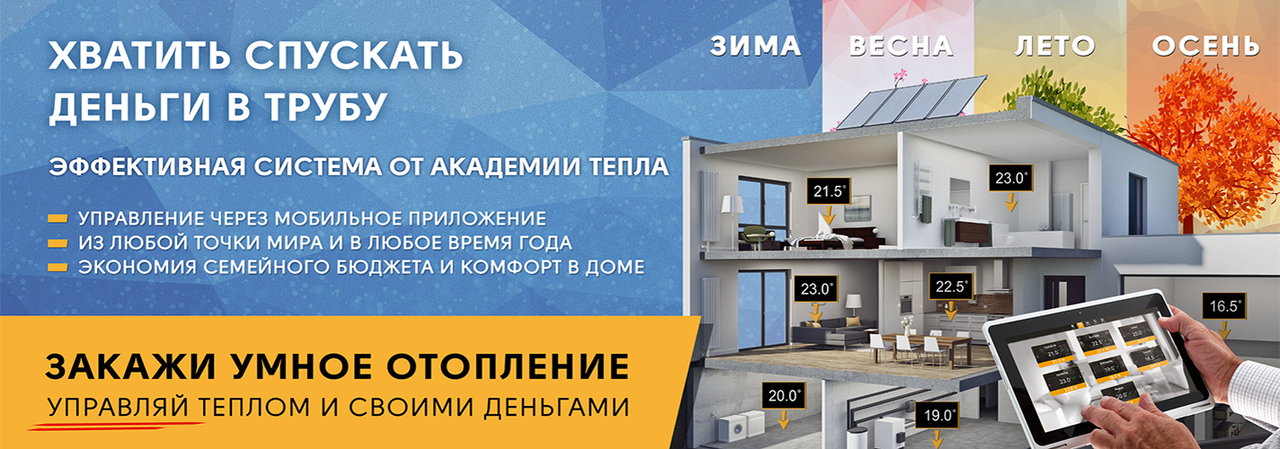 ХВАТИТЬ СПУСКАТЬ
ДЕНЬГИ В ТРУБУ
ЭФФЕКТИВНАЯ СИСТЕМА ОТ АКАДЕМИИ ТЕПЛА
УПРАВЛЕНИЕ ЧЕРЕЗ МОБИЛЬНОЕ ПРИЛОЖЕНИЕ
ИЗ ЛЮБОЙ ТОЧКИ МИРА И В ЛЮБОЕ ВРЕМЯ ГОДА
ЭКОНОМИЯ СЕМЕЙНОГО БЮДЖЕТА И КОМФОРТ В ДОМЕ
ЗАКАЖИ УМНОЕ ОТОПЛЕНИЕ
УПРАВЛЯЙ ТЕПЛОМ И СВОИМИ ДЕНЬГАМИ
ЗИМА ВЕСНА ЛЕТО ОСЕНЬ
21.5°
23.0°
23.0°
22.5°
16.5°
20.0°
19.0°